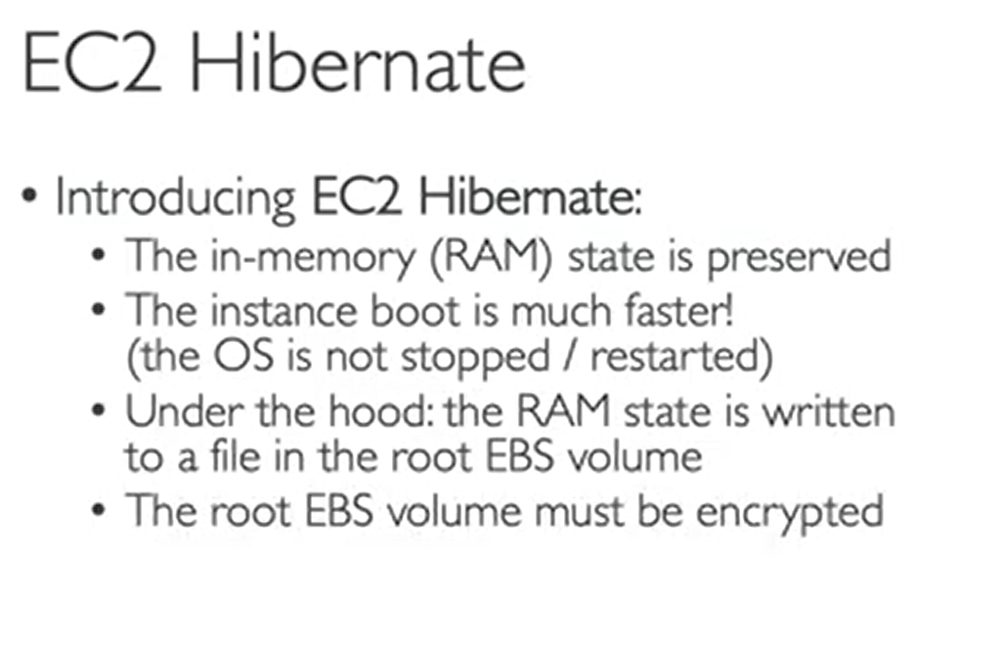 EC2 Hibernate
• Introducing EC2 Hibernate:
• The in-memory (RAM) state is preserved
• The instance boot is much faster!
(the OS is not stopped / restarted)
• Under the hood: the RAM state is written
to a file in the root EBS volume
• The root EBS volume must be encrypted